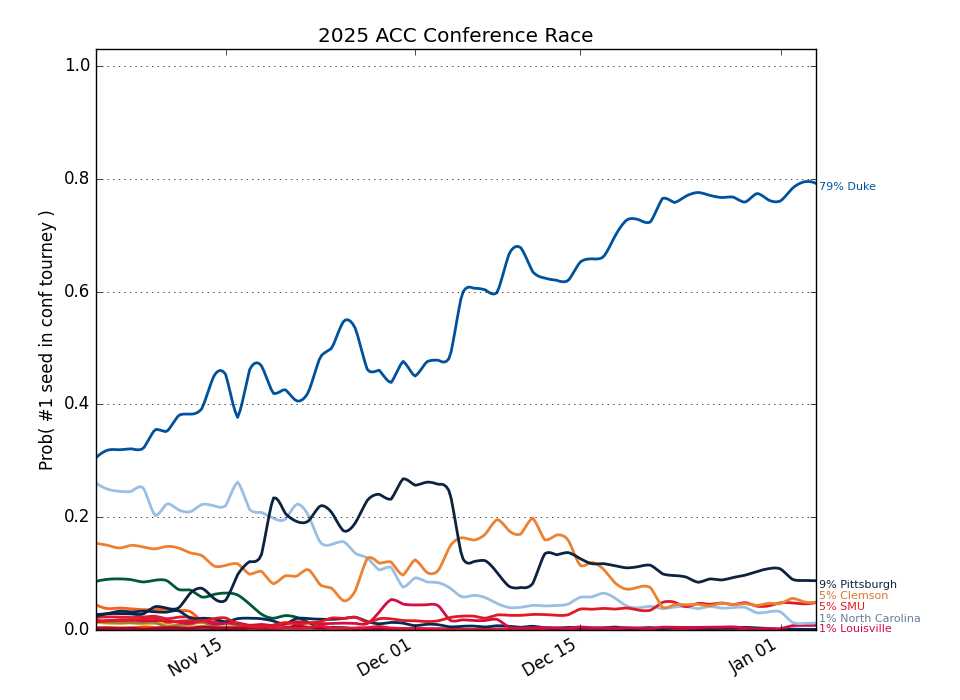 2025 ACC Conference Race
Prob( #1 seed in conf tourney )
1.0
0.8
0.6
0.4
0.2
0.0
79% Duke
9% Pittsburgh
5% Clemson
5% SMU
1% North Carolina
1% Louisville
Nov 15
Dec 01
Dec 15
Jan 01